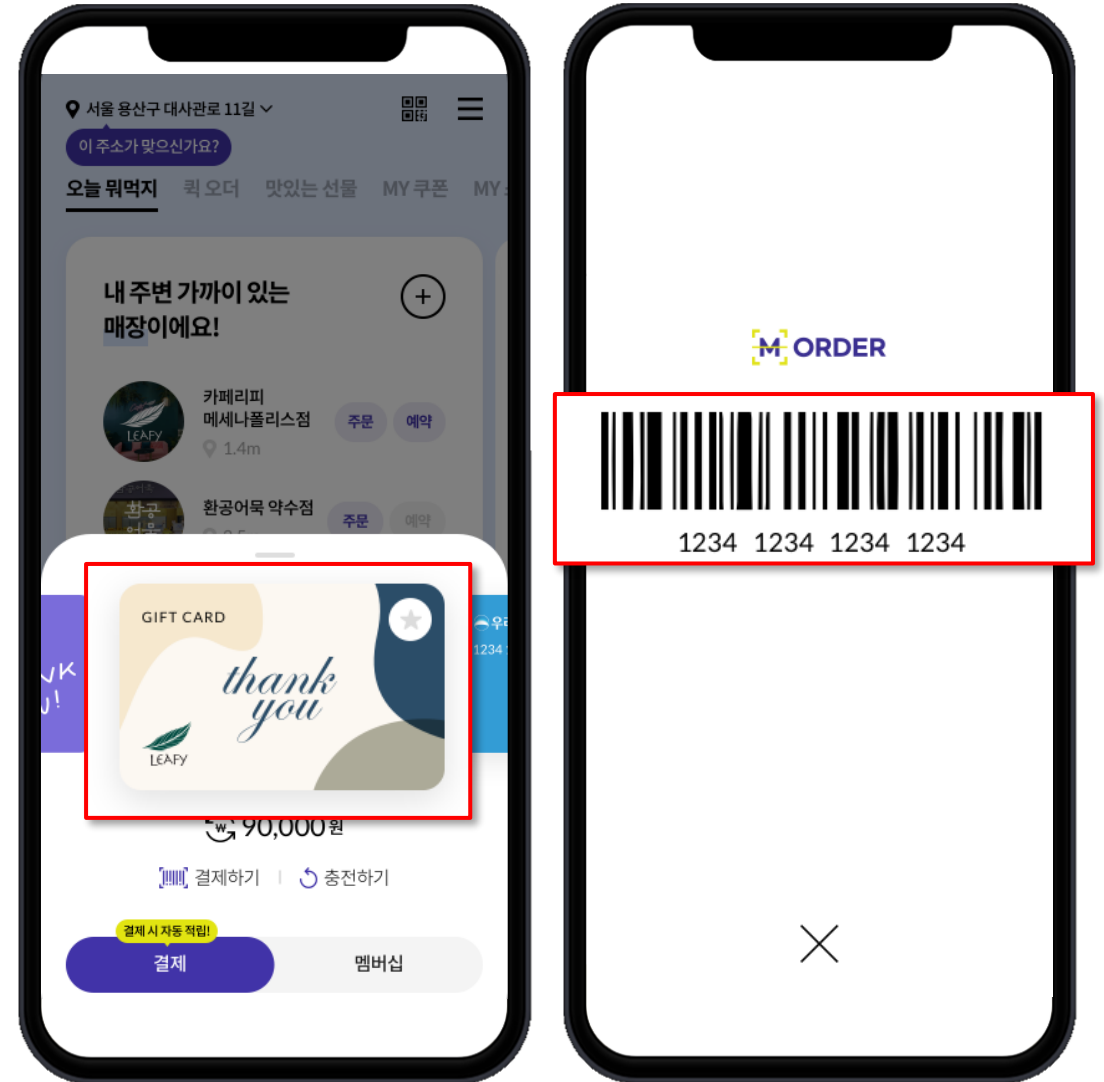 서울 용산구 대사관로 11길
이 주소가 맞으신가요?
오늘 뭐먹지 퀵 오더 맛있는 선물 MY 쿠폰 MY
내 주변 가까이 있는
매장이에요!
카페리피
메세나폴리스점
주문 예약
LEAFY
1.4m
환공어묵 약수점
주문 예약
환공
GIFT CARD
thank
you
LEAFY
1234
90,000원
결제하기 충전하기
결제 시 자동 적립!
결제 멤버십
M ORDER
1234 1234 1234 1234